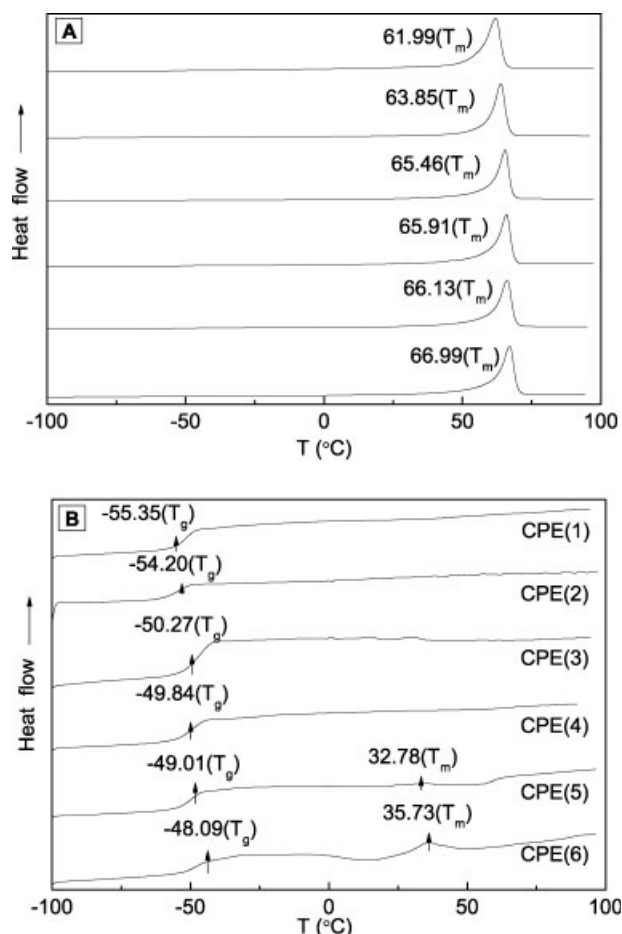 A
61.99(Tm)
63.85(Tm)
65.46(Tm)
65.91(Tm)
66.13(Tm)
66.99(Tm)
Heat flow
-100 -50 0 50 100
T (°C)
B
-55.35(Tg)
CPE(1)
-54.20(Tg)
CPE(2)
-50.27(Tg)
CPE(3)
-49.84(Tg)
CPE(4)
-49.01(Tg) 32.78(Tm)
CPE(5)
-48.09(Tg) 35.73(Tm)
CPE(6)
Heat flow
-100 -50 0 50 100
T (°C)